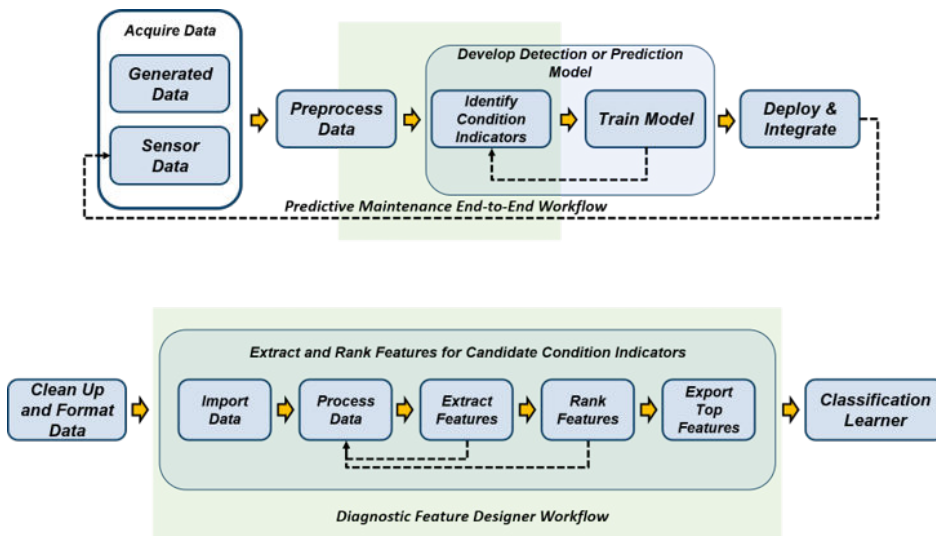 Acquire Data
Generated
Data
Sensor
Data
Preprocess
Data
Develop Detection or Prediction
Model
Identify
Condition
Indicators
Train Model
Deploy &
Integrate
Predictive Maintenance End-to-End Workflow
Extract and Rank Features for Candidate Condition Indicators
Clean Up
and Format
Data
Import
Data
Process
Data
Extract
Features
Rank
Features
Export
Top
Features
Classification
Learner
Diagnostic Feature Designer Workflow